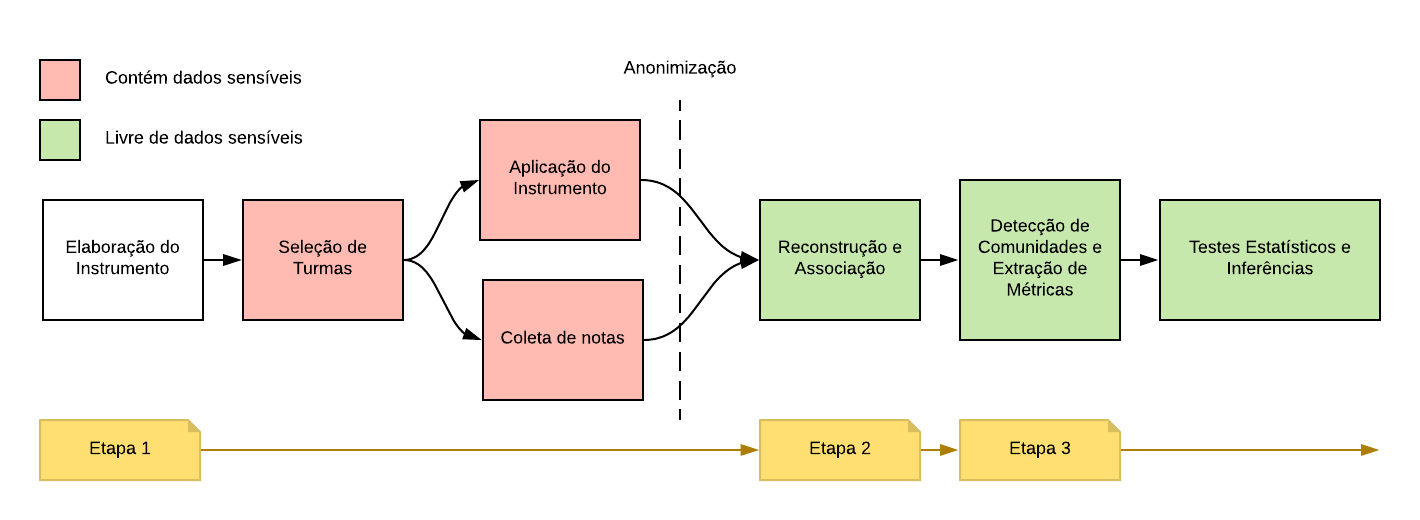 Contém dados sensíveis
Livre de dados sensíveis
Anonimização
Elaboração do
Instrumento
Seleção de
Turmas
Aplicação do
Instrumento
Coleta de notas
Reconstrução e
Associação
Detecção de
Comunidades e
Extração de
Métricas
Testes Estatísticos e
Inferências
Etapa 1
Etapa 2
Etapa 3